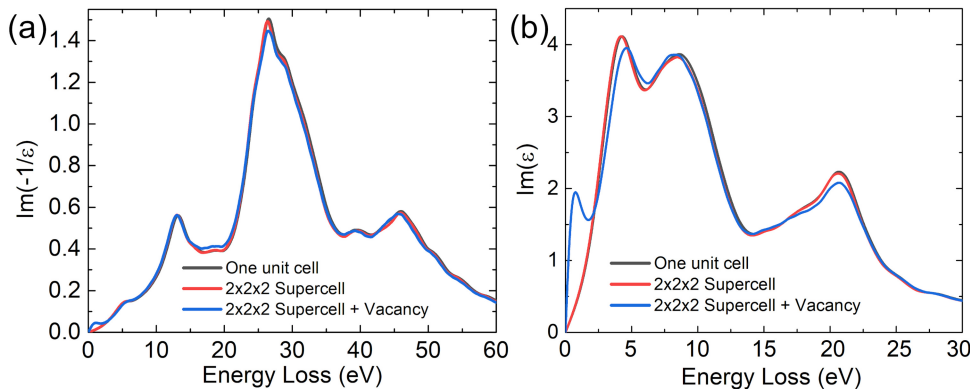 (a)
Im(-1/ε)
1.4
1.2
1.0
0.8
0.6
0.4
0.2
0.0
One unit cell
2x2x2 Supercell
2x2x2 Supercell + Vacancy
0 10 20 30 40 50 60
Energy Loss (eV)
(b)
Im(ε)
4
3
2
1
0
One unit cell
2x2x2 Supercell
2x2x2 Supercell + Vacancy
0 5 10 15 20 25 30
Energy Loss (eV)